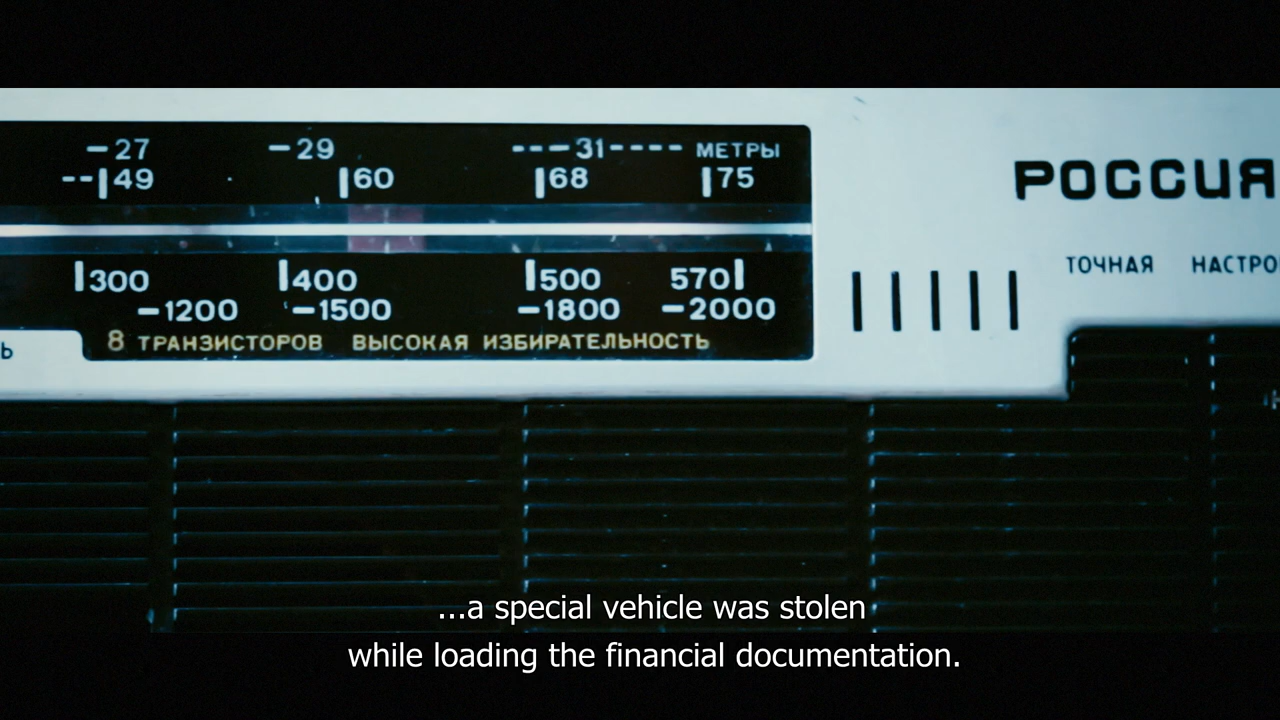 –27 –29 ---31---- МЕТРЫ
--|49 |60 |68 |75
РОССИЯ
ТОЧНАЯ
|300 |400 |500 570|
–1200 –1500 –1800 –2000
8 ТРАНЗИСТОРОВ ВЫСОКАЯ ИЗБИРАТЕЛЬНОСТЬ
...a special vehicle was stolen
while loading the financial documentation.